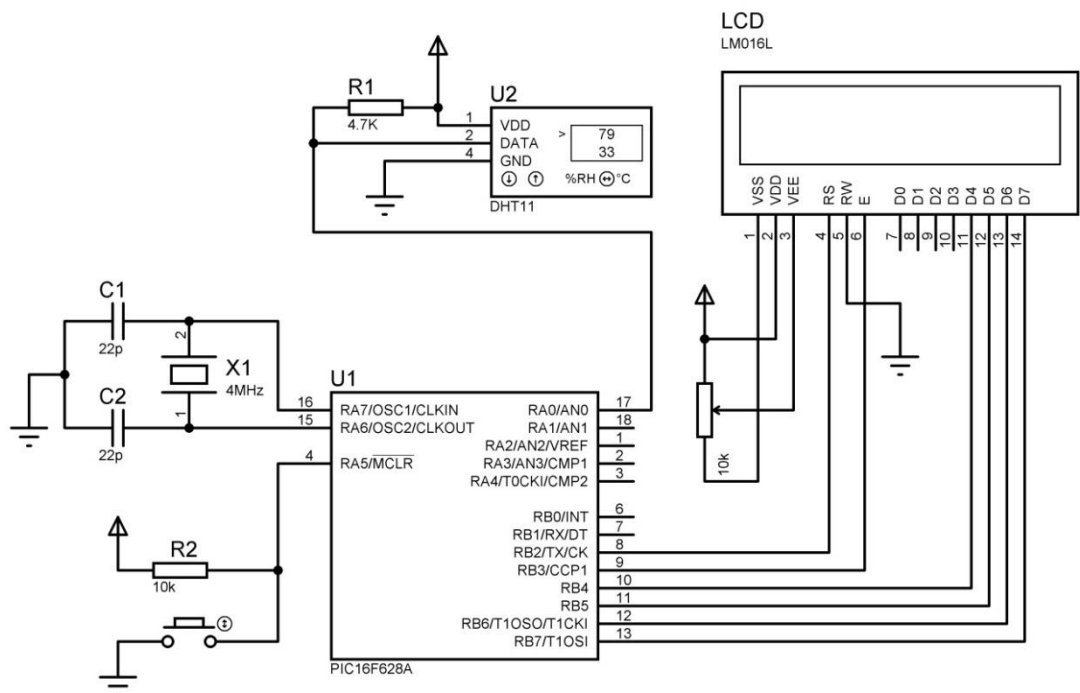 LCD
LM016L
VSS
VDD
VEE
RS
RW
E
D0
D1
D2
D3
D4
D5
D6
D7
1
2
3
4
5
6
7
8
9
10
11
12
13
14
R1
4.7K
U2
1 VDD
2 DATA
4 GND
> 79
33
%RH °C
DHT11
C1
22p
2
X1
4MHz
1
C2
22p
U1
16 RA7/OSC1/CLKIN
15 RA6/OSC2/CLKOUT
4 RA5/MCLR
RA0/AN0 17
RA1/AN1 18
RA2/AN2/VREF 1
RA3/AN3/CMP1 2
RA4/T0CKI/CMP2 3
RB0/INT 6
RB1/RX/DT 7
RB2/TX/CK 8
RB3/CCP1 9
RB4 10
RB5 11
RB6/T1OSO/T1CKI 12
RB7/T1OSI 13
PIC16F628A
10k
R2
10k